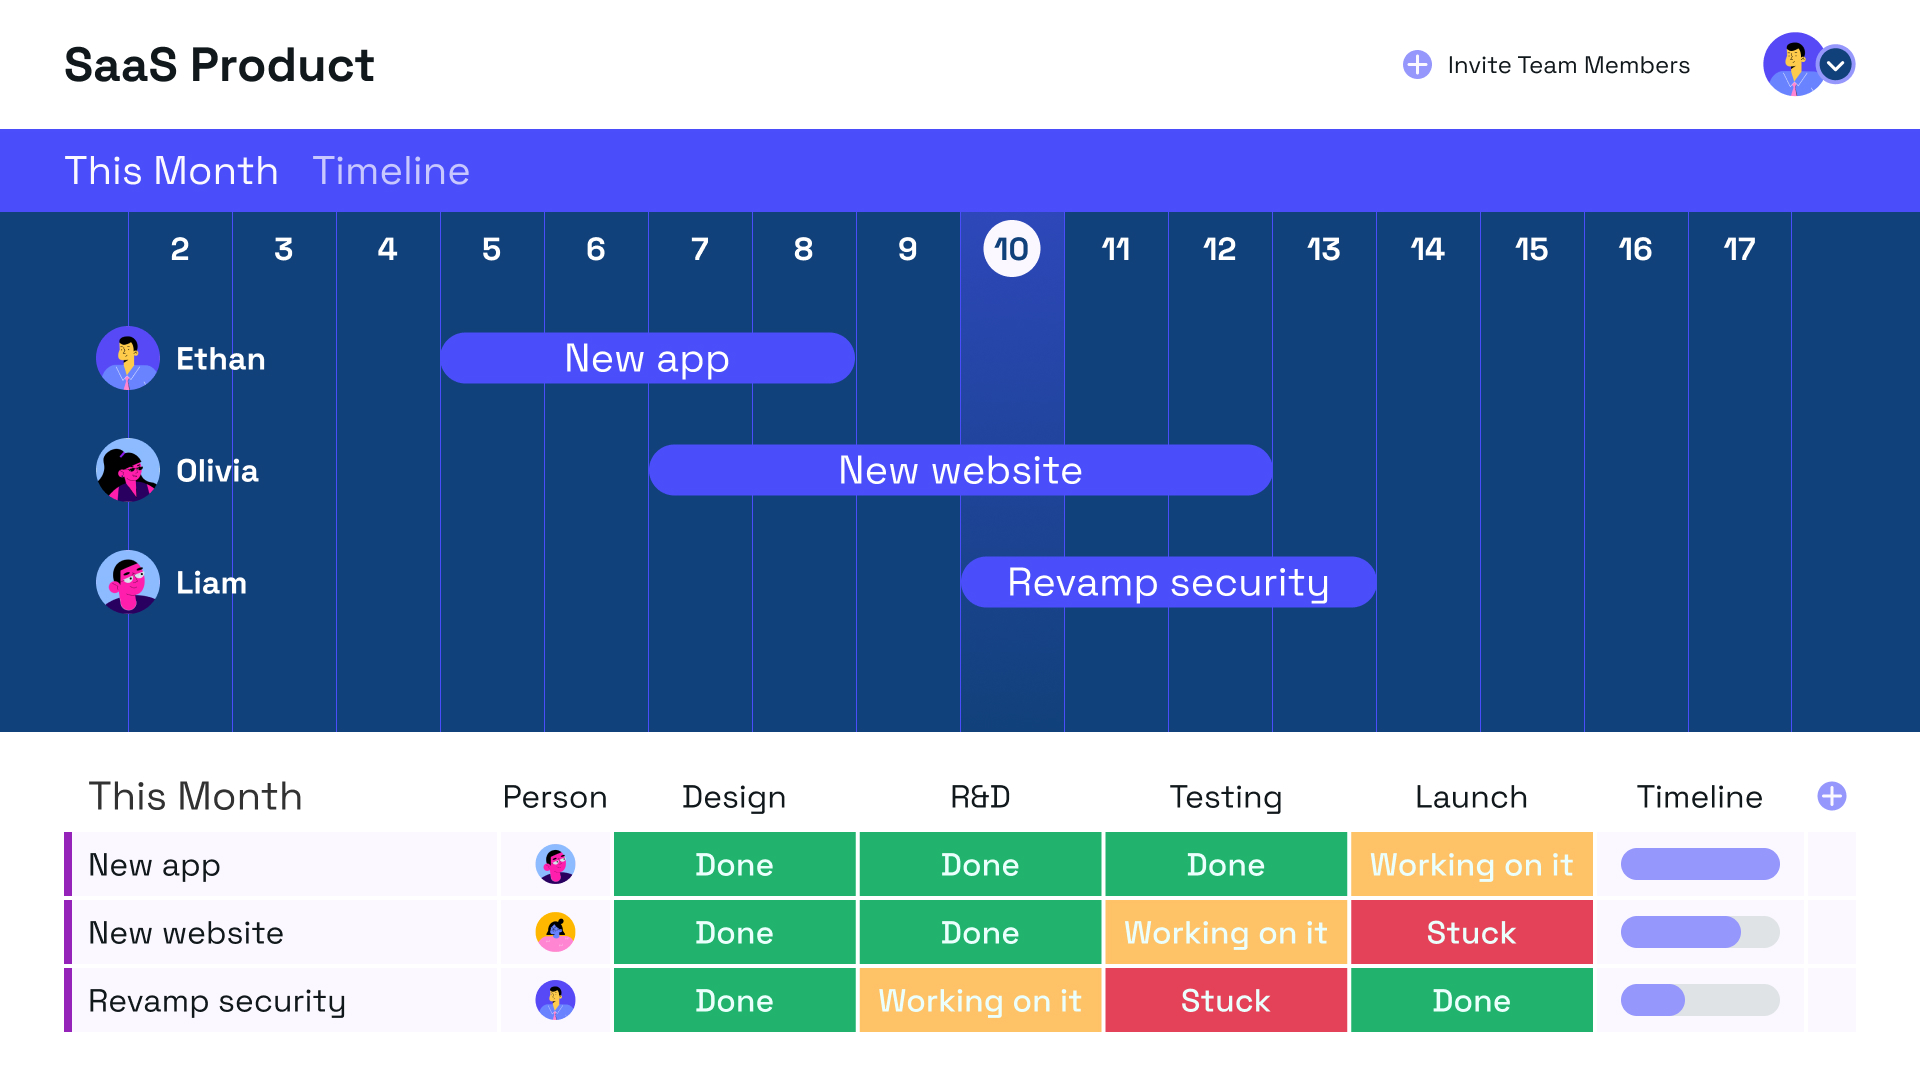 SaaS Product
Invite Team Members
This Month Timeline
2 3 4 5 6 7 8 9 10 11 12 13 14 15 16 17
Ethan New app
Olivia New website
Liam Revamp security
This Month Person Design R&D Testing Launch Timeline
New app Done Done Done Working on it
New website Done Done Working on it Stuck
Revamp security Done Working on it Stuck Done